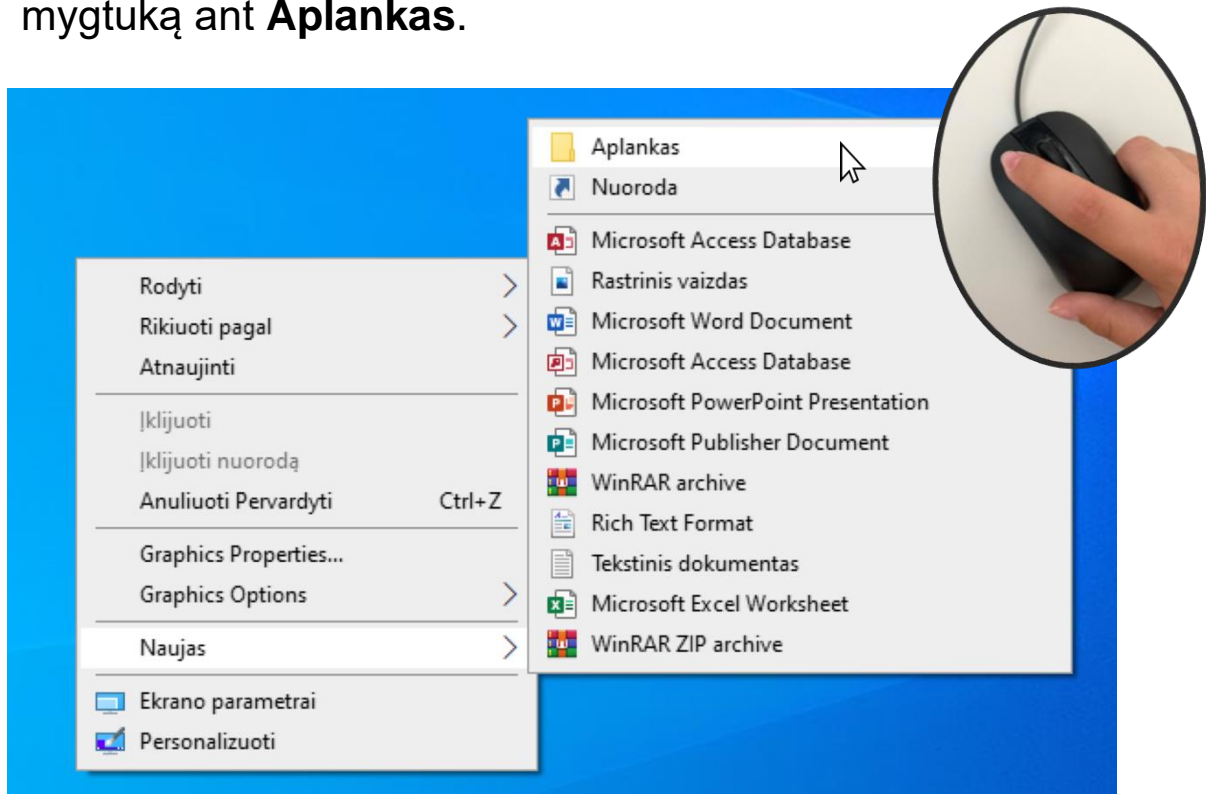 mygtuką ant Aplankas.
Rodyti
Rikiuoti pagal
Atnaujinti
Įklijuoti
Įklijuoti nuorodą
Anuliuoti Pervardyti Ctrl+Z
Graphics Properties...
Graphics Options
Naujas
Ekrano parametrai
Personalizuoti
Aplankas
Nuoroda
Microsoft Access Database
Rastrinis vaizdas
Microsoft Word Document
Microsoft Access Database
Microsoft PowerPoint Presentation
Microsoft Publisher Document
WinRAR archive
Rich Text Format
Tekstinis dokumentas
Microsoft Excel Worksheet
WinRAR ZIP archive